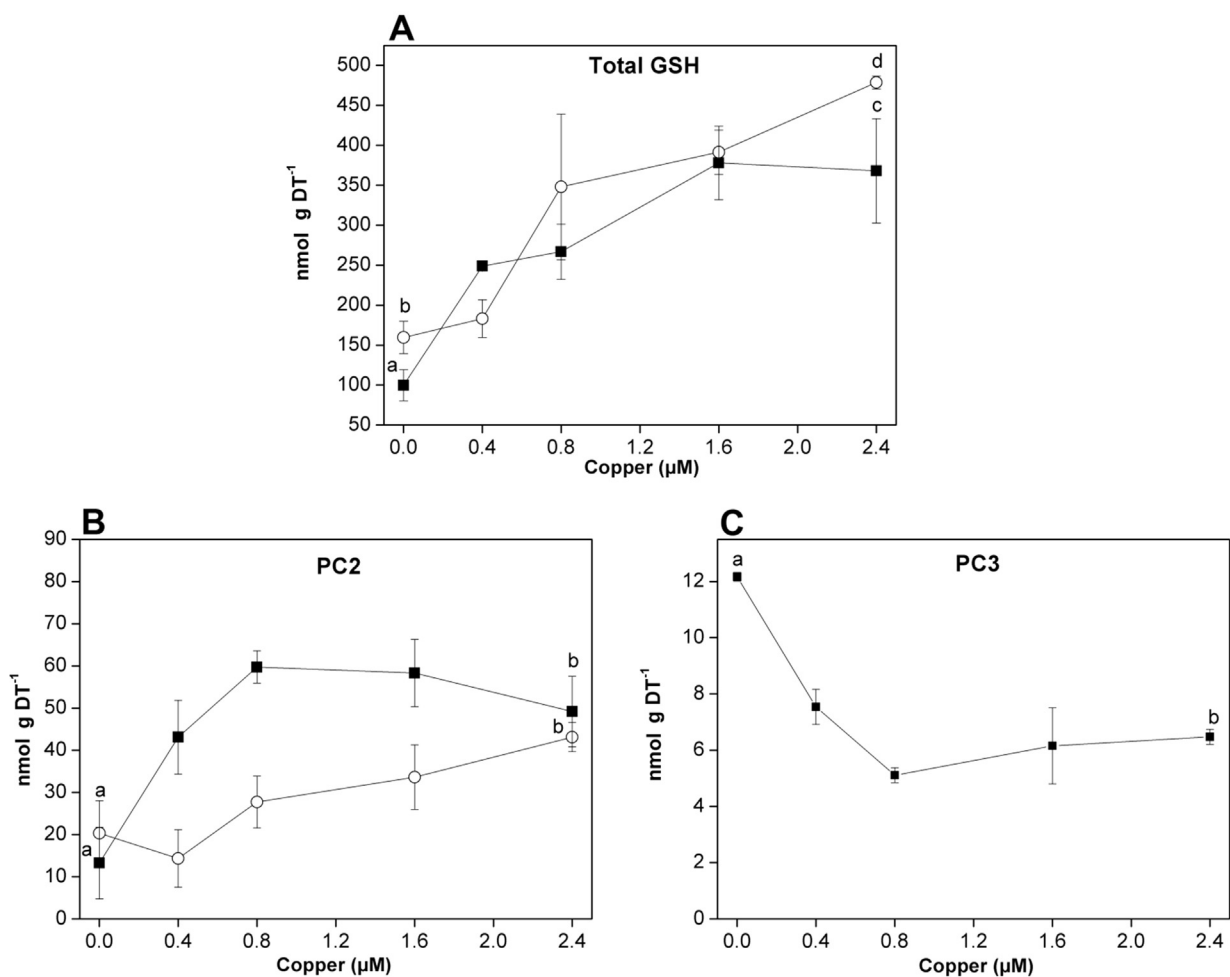 A
Total GSH
500
450
400
350
300
250
200
150
100
50
nmol g DT-1
a
b
c
d
0.0 0.4 0.8 1.2 1.6 2.0 2.4
Copper (µM)
B
PC2
90
80
70
60
50
40
30
20
10
0
nmol g DT-1
a
a
b
b
0.0 0.4 0.8 1.2 1.6 2.0 2.4
Copper (µM)
C
PC3
12
10
8
6
4
2
0
nmol g DT-1
a
b
0.0 0.4 0.8 1.2 1.6 2.0 2.4
Copper (µM)